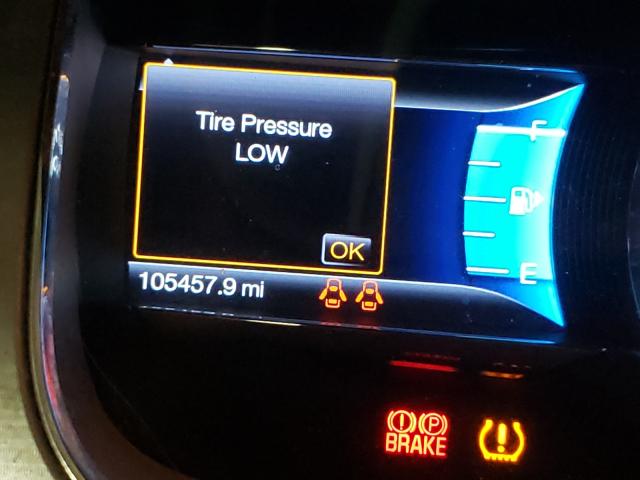 Tire Pressure
LOW
OK
F
E
105457.9 mi
(!) (P)
BRAKE
(!)